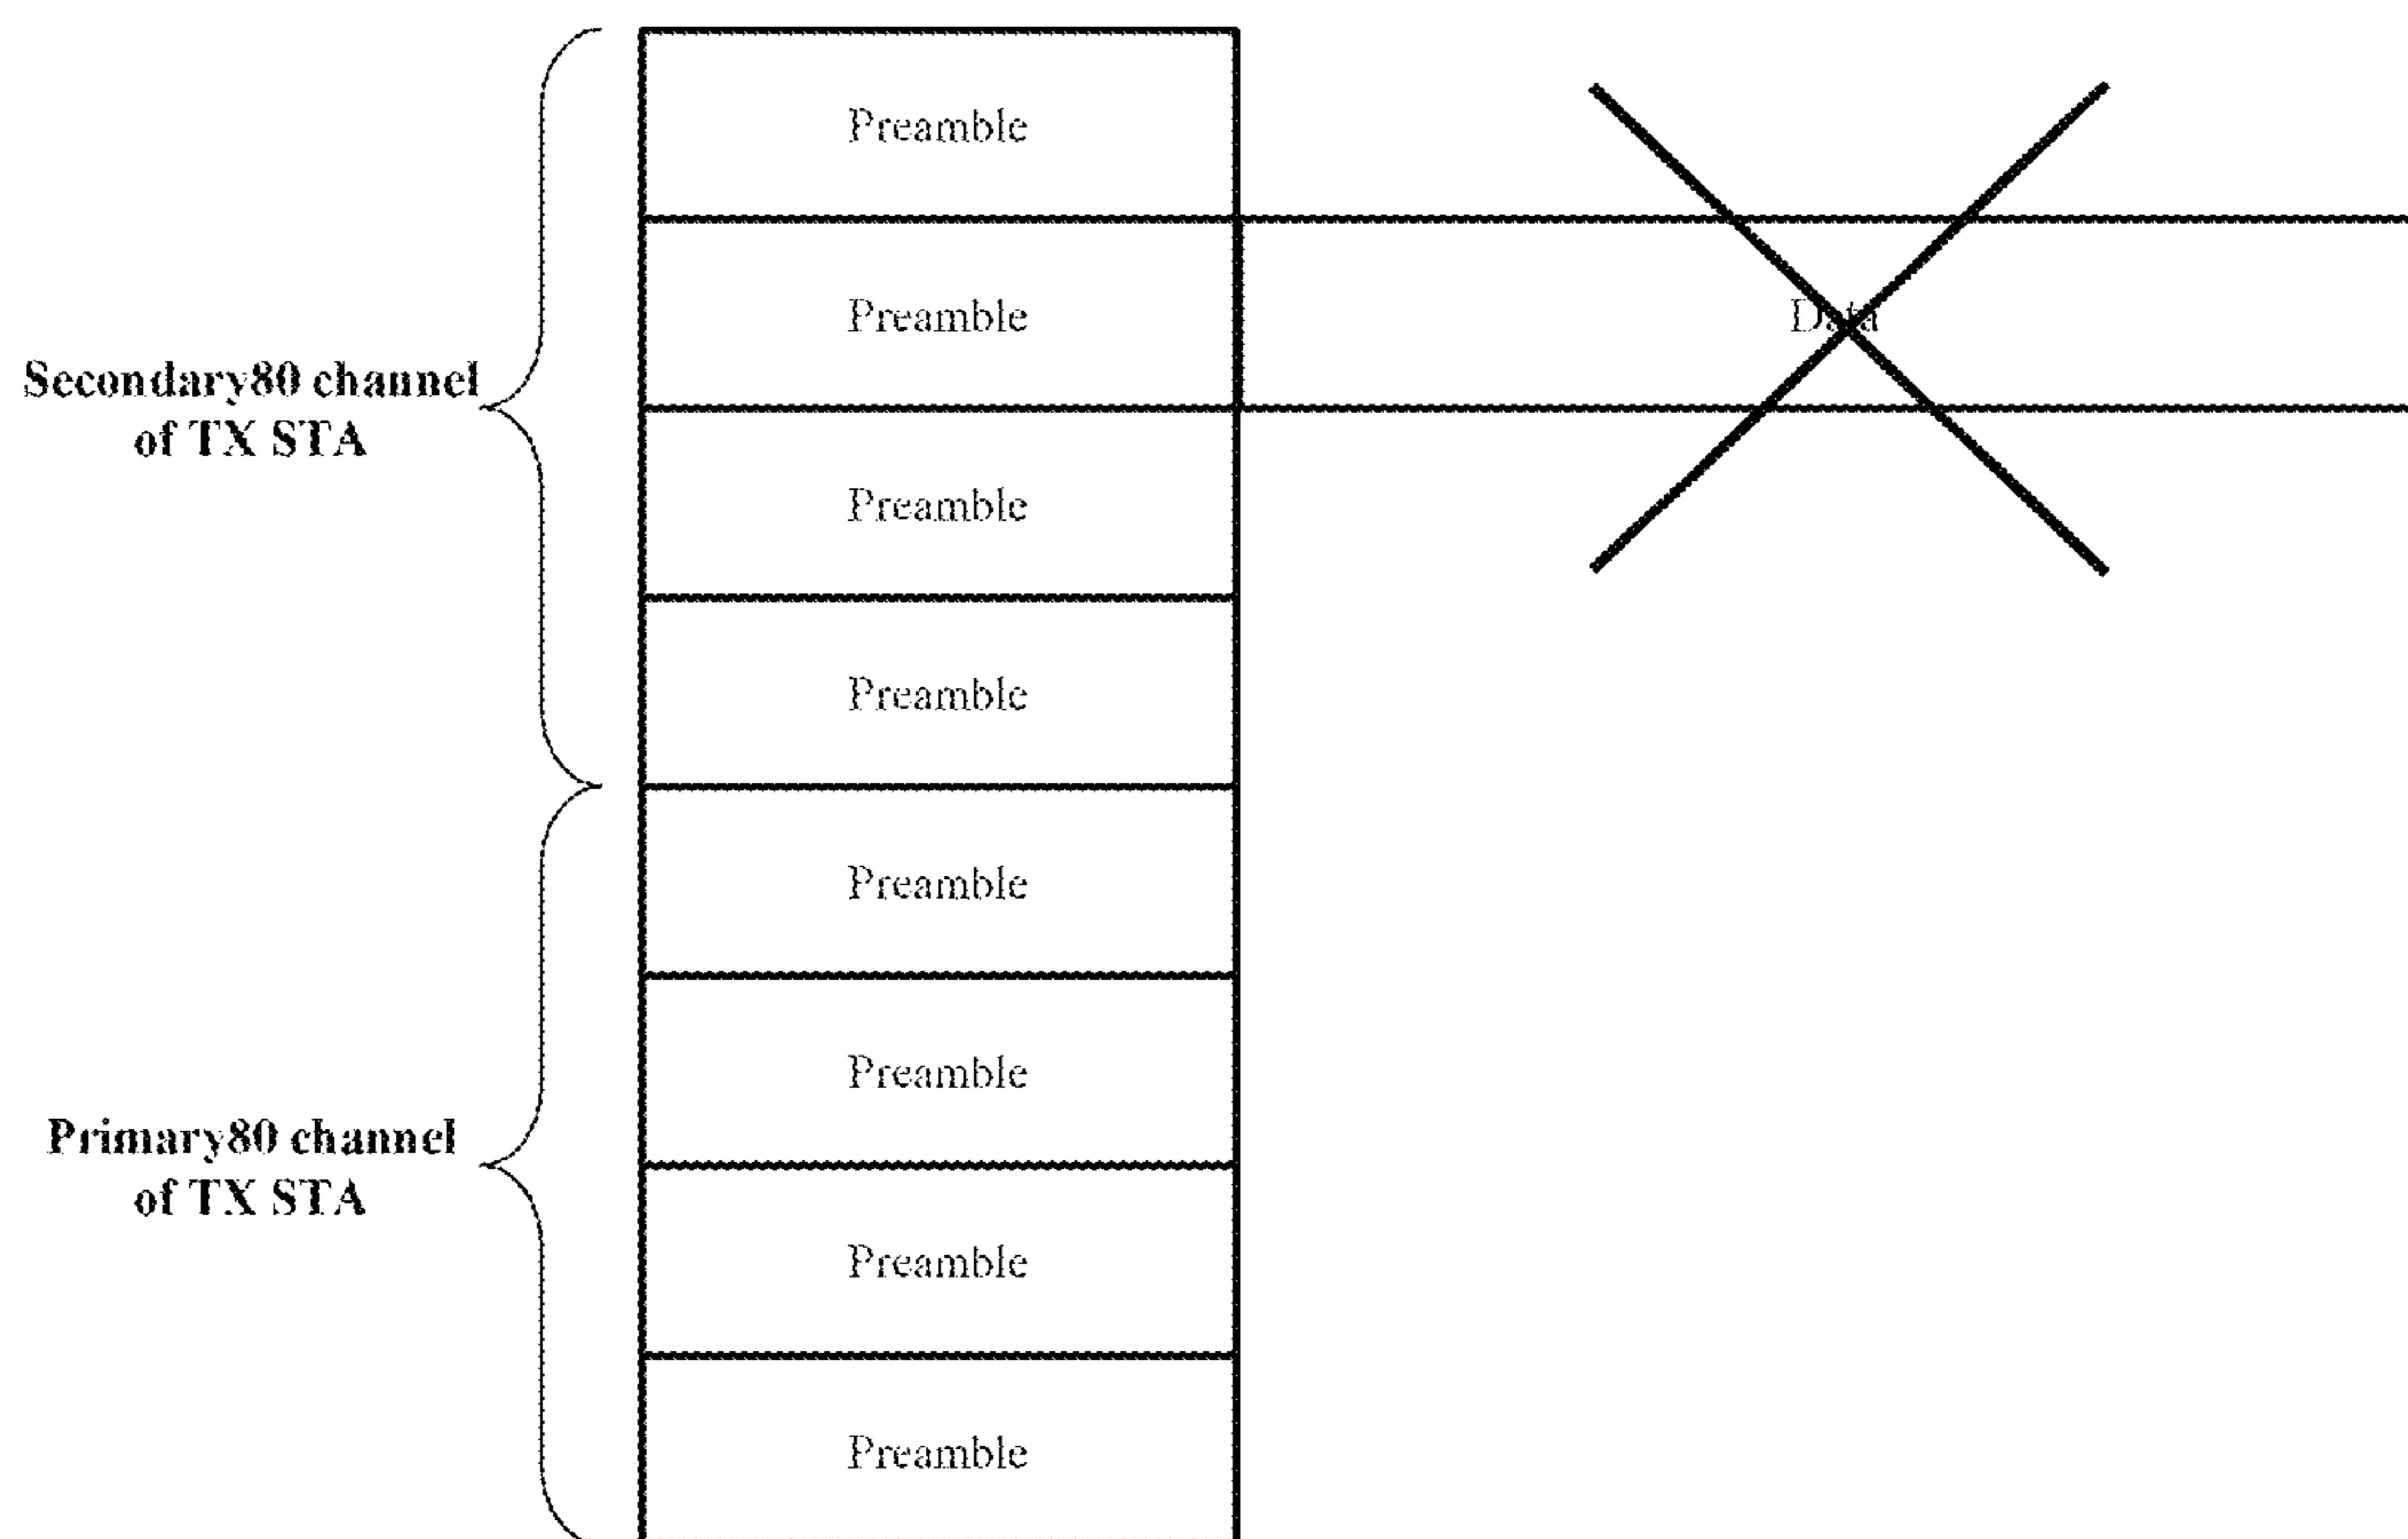 Preamble
Preamble
Data
Secondary80 channel
of TX STA
Preamble
Preamble
Preamble
Preamble
Primary80 channel
of TX STA
Preamble
Preamble